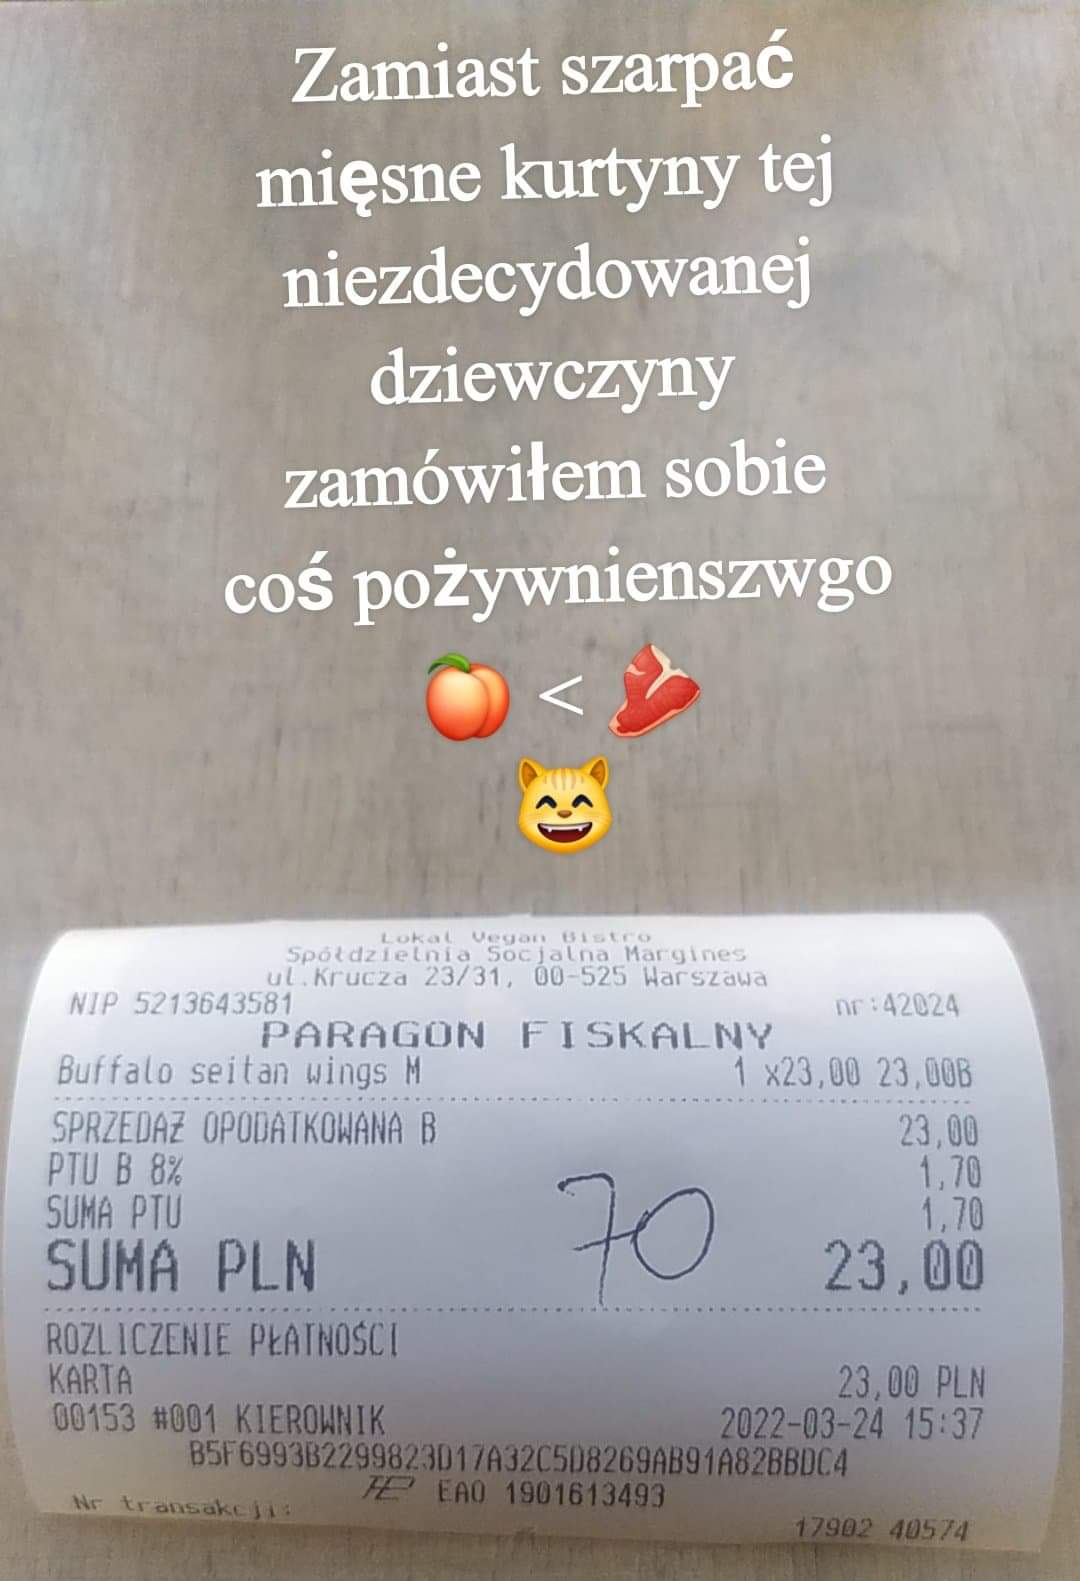 Zamiast szarpać
mięsne kurtyny tej
niezdecydowanej
dziewczyny
zamówiłem sobie
coś pożywnienszwgo
🍑 < 🥩
😸
Lokal Vegan Bistro
Spółdzielnia Socjalna Margines
ul.Krucza 23/31, 00-525 Warszawa
NIP 5213643581 nr:42024
PARAGON FISKALNY
Buffalo seitan wings M 1 x23,00 23,00B
SPRZEDAŻ OPODATKOWANA B 23,00
PTU B 8% 1,70
SUMA PTU 1,70
70
SUMA PLN 23,00
ROZLICZENIE PŁATNOŚCI
KARTA 23,00 PLN
00153 #001 KIEROWNIK 2022-03-24 15:37
B5F6993B2299823D17A32C5D8269AB91A82BBDC4
EAO 1901613493
Nr transakcji:
17902 40574